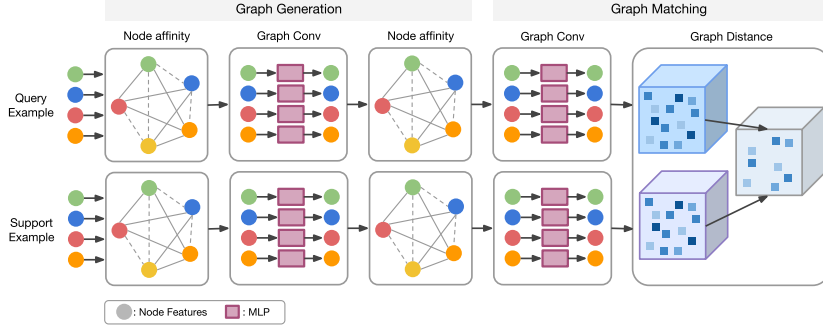 Graph Generation
Graph Matching
Node affinity
Graph Conv
Node affinity
Graph Conv
Graph Distance
Query
Example
Support
Example
: Node Features
: MLP